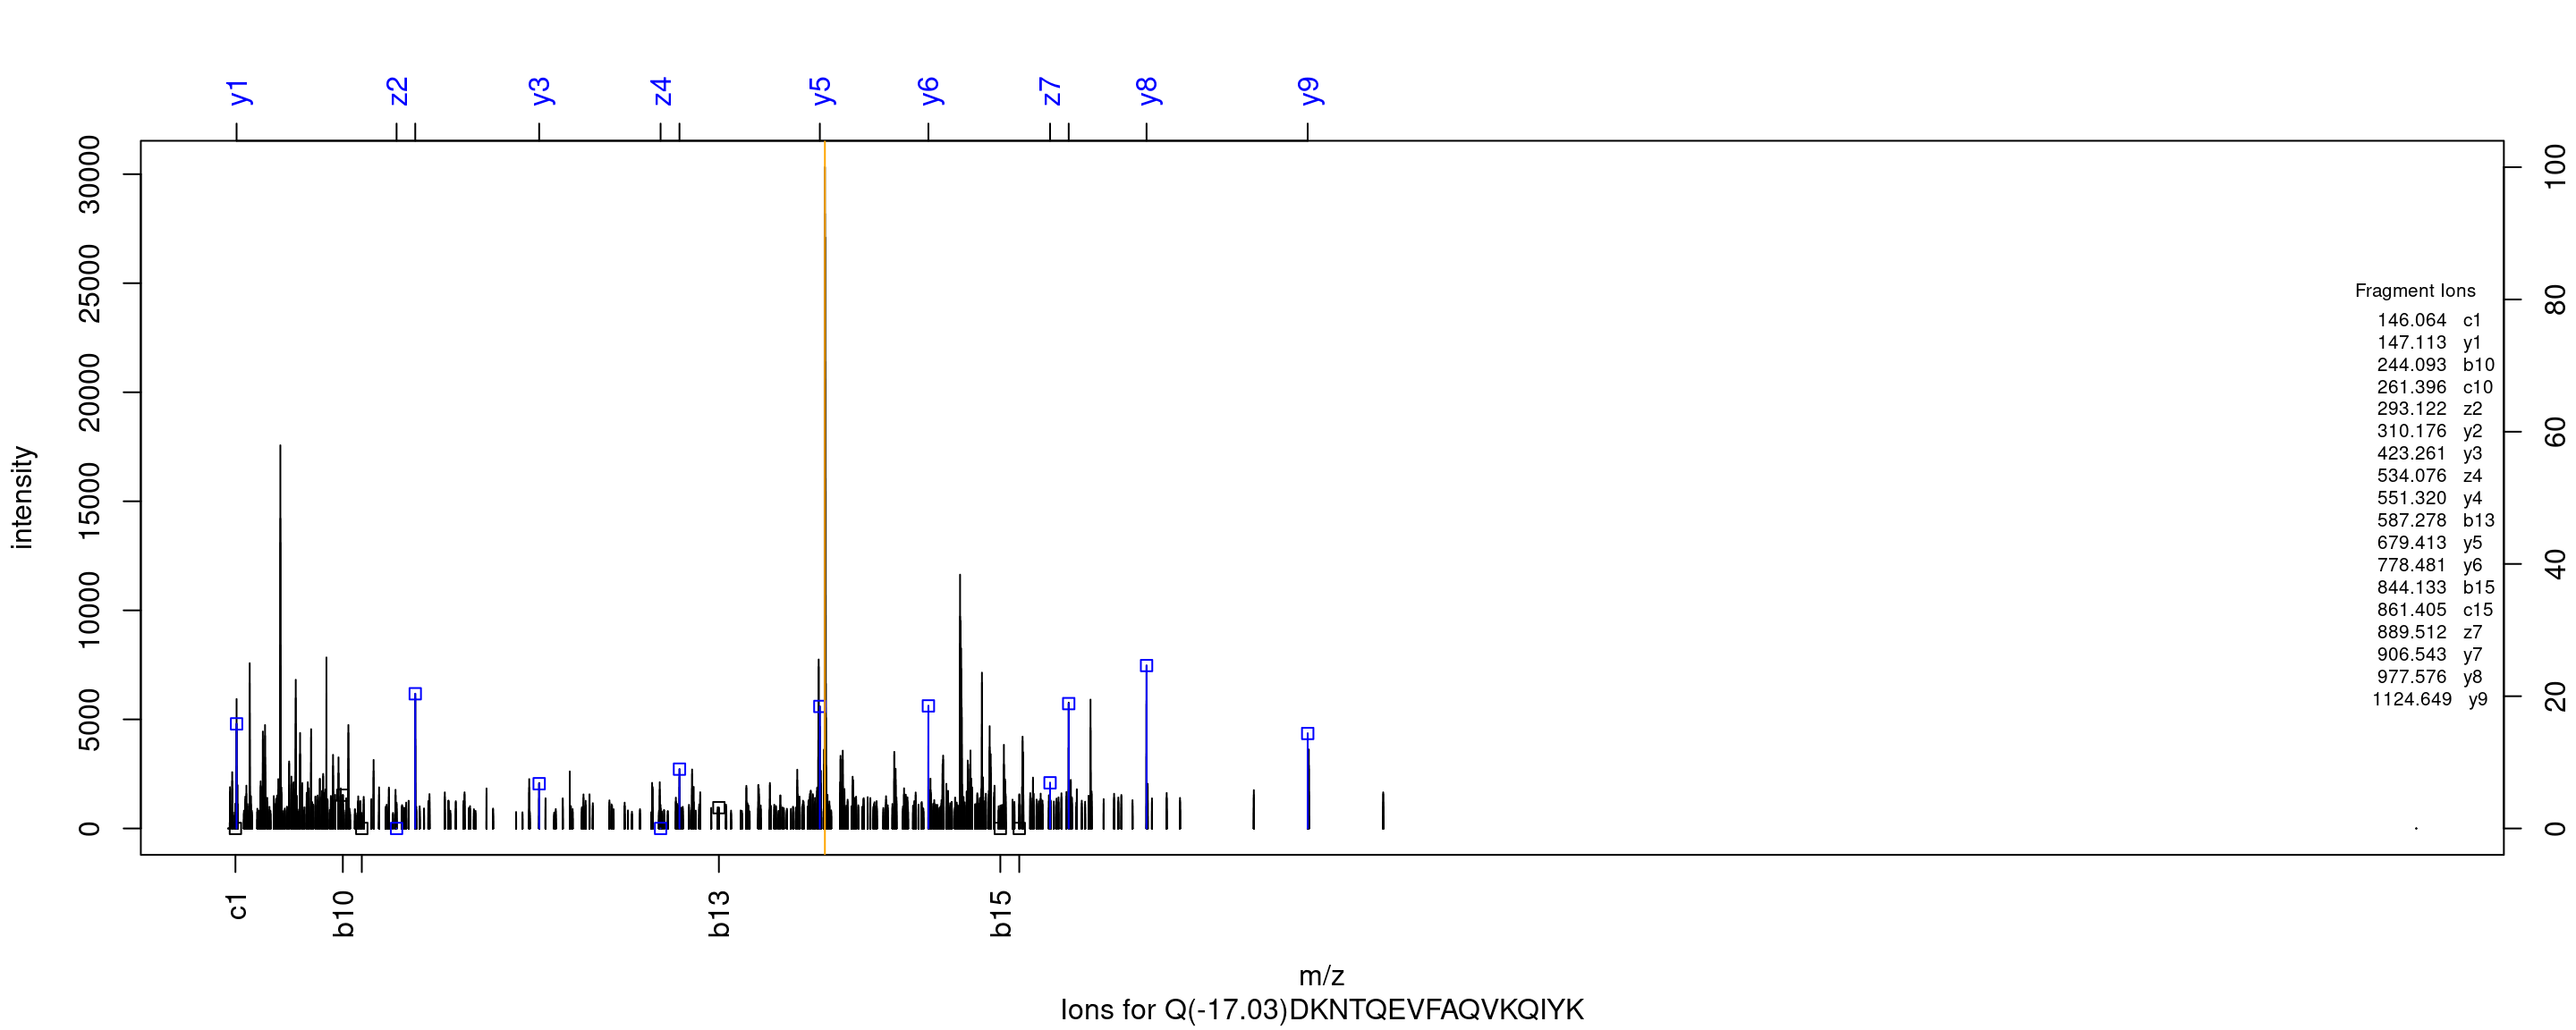 y1 z2 y3 z4 y5 y6 z7 y8 y9
30000
25000
20000
15000
10000
5000
0
intensity
100
80
60
40
20
0
Fragment Ions
146.064 c1
147.113 y1
244.093 b10
261.396 c10
293.122 z2
310.176 y2
423.261 y3
534.076 z4
551.320 y4
587.278 b13
679.413 y5
778.481 y6
844.133 b15
861.405 c15
889.512 z7
906.543 y7
977.576 y8
1124.649 y9
c1 b10 b13 b15
m/z
Ions for Q(-17.03)DKNTQEVFAQVKQIYK